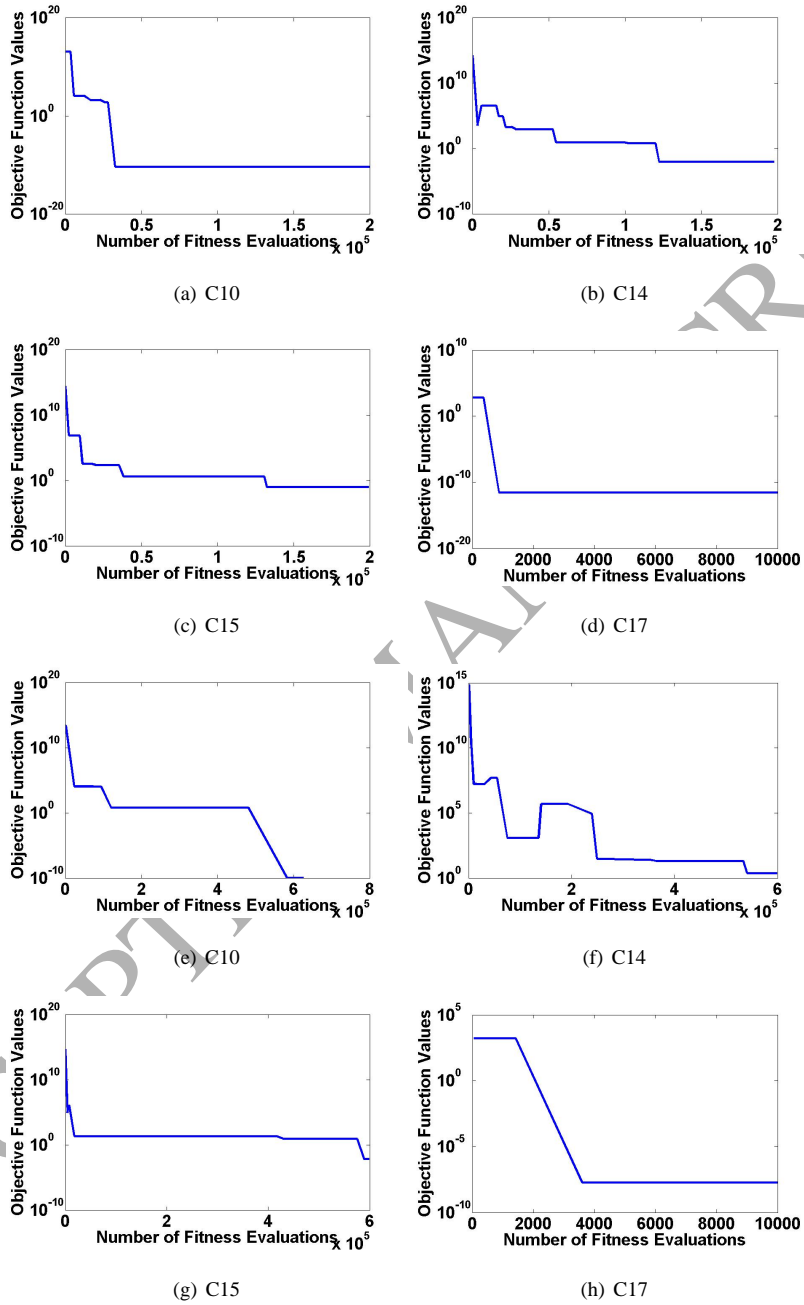 10^20
10^0
10^-20
Objective Function Values
0 0.5 1 1.5 2
Number of Fitness Evaluations
x 10^5
(a) C10
10^10
10^0
10^-10
Objective Function Values
0 0.5 1 1.5 2
Number of Fitness Evaluation
x 10^5
(b) C14
10^20
10^10
10^0
10^-10
Objective Function Values
0 0.5 1 1.5 2
Number of Fitness Evaluations
x 10^5
(c) C15
10^10
10^0
10^-10
10^-20
Objective Function Values
0 2000 4000 6000 8000 10000
Number of Fitness Evaluations
(d) C17
10^20
10^10
10^0
10^-10
Objective Function Value
0 2 4 6 8
Number of Fitness Evaluations
x 10^5
(e) C10
10^15
10^10
10^5
10^0
Objective Function Values
0 2 4 6
Number of Fitness Evaluations
x 10^5
(f) C14
10^20
10^10
10^0
10^-10
Objective Function Values
0 2 4 6
Number of Fitness Evaluations
x 10^5
(g) C15
10^5
10^0
10^-5
10^-10
Objective Function Values
0 2000 4000 6000 8000 10000
Number of Fitness Evaluations
(h) C17